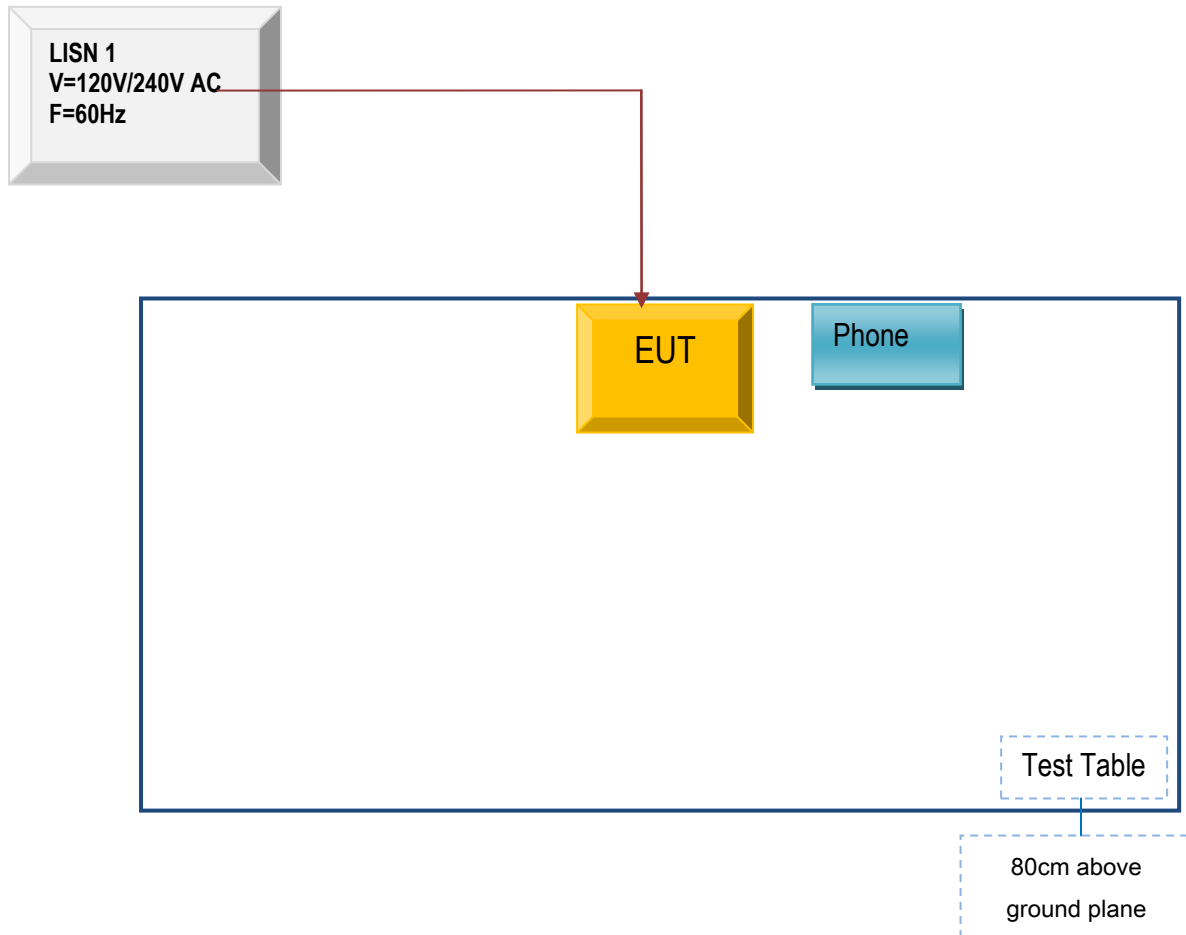 LISN 1
V=120V/240V AC
F=60Hz
EUT
Phone
Test Table
80cm above
ground plane